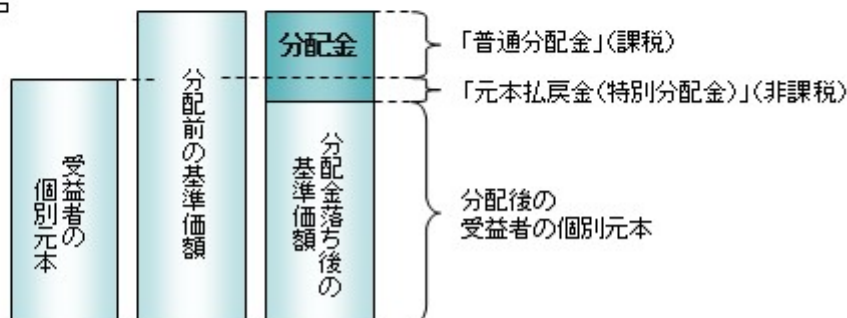 受益者の
個別元本
分配前の基準価額
分配金
分配金落ち後の
基準価額
「普通分配金」(課税)
「元本払戻金(特別分配金)」(非課税)
分配後の
受益者の個別元本